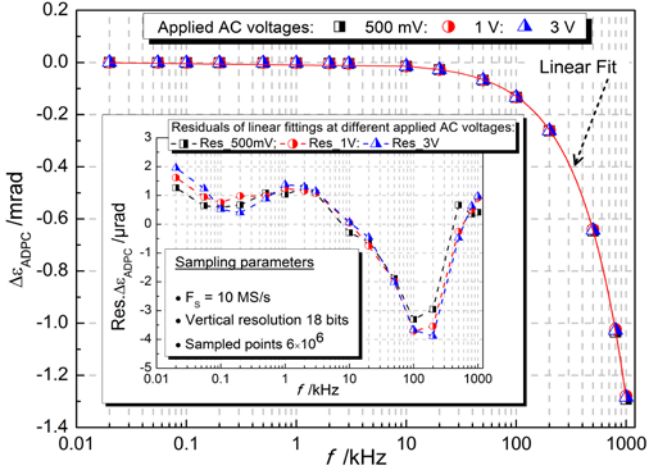 Applied AC voltages: 500 mV: 1 V: 3 V
0.0
-0.2
-0.4
-0.6
-0.8
-1.0
-1.2
-1.4
Δε_ADPC/mrad
Linear Fit
Residuals of linear fittings at different applied AC voltages:
Res_500mV; Res_1V; Res_3V
4
3
2
1
0
-1
-2
-3
-4
-5
Res.Δε_ADPC/μrad
Sampling parameters
• F_S = 10 MS/s
• Vertical resolution 18 bits
• Sampled points 6×10^6
0.01 0.1 1 10 100 1000
f /kHz
0.01 0.1 1 10 100 1000
f /kHz